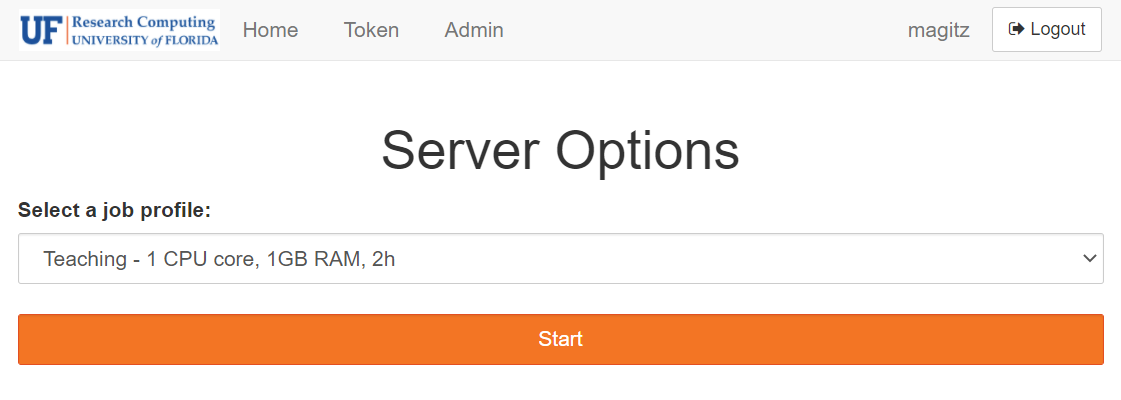 UF Research Computing
UNIVERSITY of FLORIDA
Home Token Admin magitz Logout
Server Options
Select a job profile:
Teaching - 1 CPU core, 1GB RAM, 2h
Start